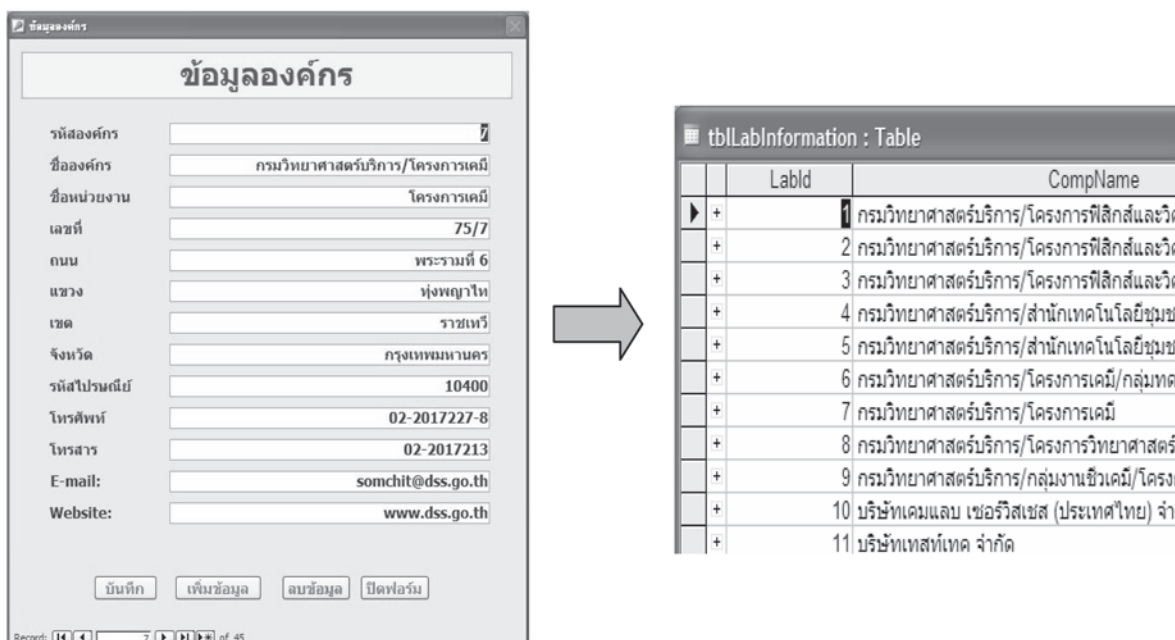 ข้อมูลองค์กร
ข้อมูลองค์กร
รหัสองค์กร 7
ชื่อองค์กร กรมวิทยาศาสตร์บริการ/โครงการเคมี
ชื่อหน่วยงาน โครงการเคมี
เลขที่ 75/7
ถนน พระรามที่ 6
แขวง ทุ่งพญาไท
เขต ราชเทวี
จังหวัด กรุงเทพมหานคร
รหัสไปรษณีย์ 10400
โทรศัพท์ 02-2017227-8
โทรสาร 02-2017213
E-mail: somchit@dss.go.th
Website: www.dss.go.th
บันทึก เพิ่มข้อมูล ลบข้อมูล ปิดฟอร์ม
Record: 7 of 45
tblLabInformation : Table
LabId CompName
1 กรมวิทยาศาสตร์บริการ/โครงการฟิสิกส์และวิ
2 กรมวิทยาศาสตร์บริการ/โครงการฟิสิกส์และวิ
3 กรมวิทยาศาสตร์บริการ/โครงการฟิสิกส์และวิ
4 กรมวิทยาศาสตร์บริการ/สำนักเทคโนโลยีชุมช
5 กรมวิทยาศาสตร์บริการ/สำนักเทคโนโลยีชุมช
6 กรมวิทยาศาสตร์บริการ/โครงการเคมี/กลุ่มทด
7 กรมวิทยาศาสตร์บริการ/โครงการเคมี
8 กรมวิทยาศาสตร์บริการ/โครงการวิทยาศาสตร์
9 กรมวิทยาศาสตร์บริการ/กลุ่มงานชีวเคมี/โครง
10 บริษัทเคมแลบ เซอร์วิสเซส (ประเทศไทย) จำ
11 บริษัทเทสท์เทค จำกัด